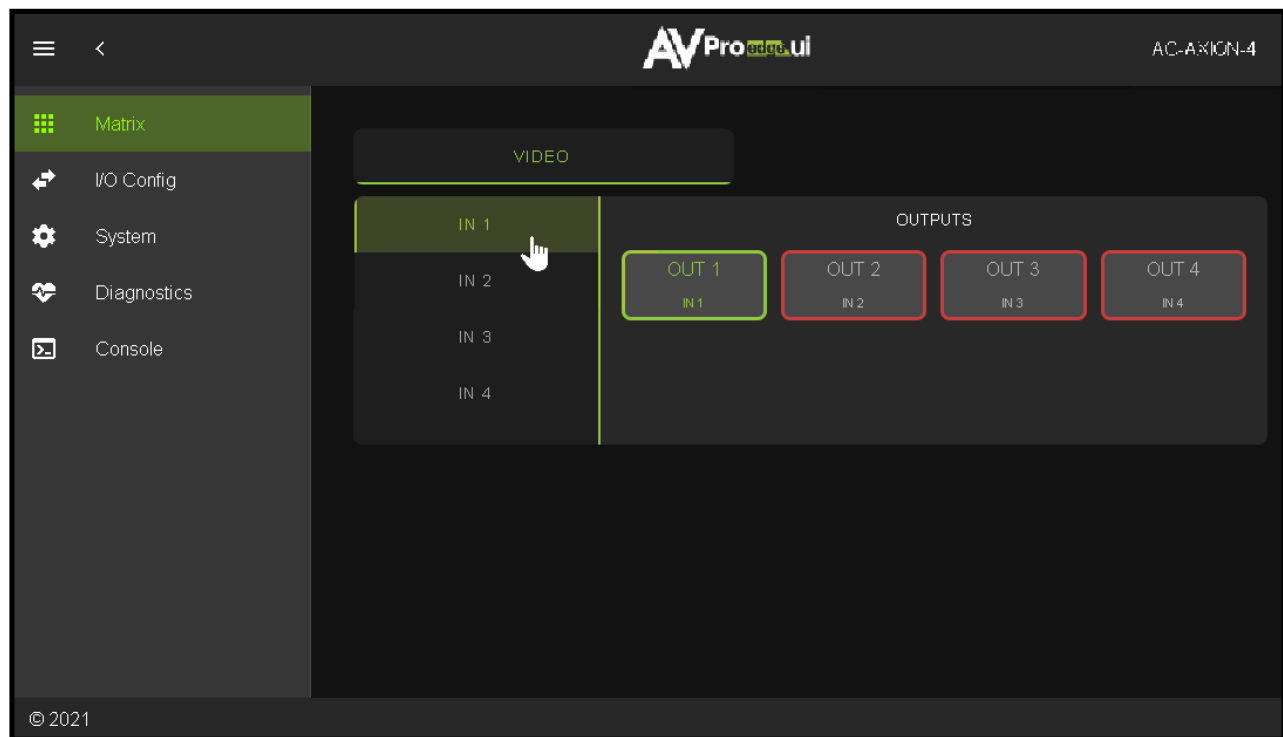 AVPro edge.ui
AC-AXION-4
Matrix
I/O Config
System
Diagnostics
Console
VIDEO
IN 1
IN 2
IN 3
IN 4
OUTPUTS
OUT 1
IN 1
OUT 2
IN 2
OUT 3
IN 3
OUT 4
IN 4
© 2021